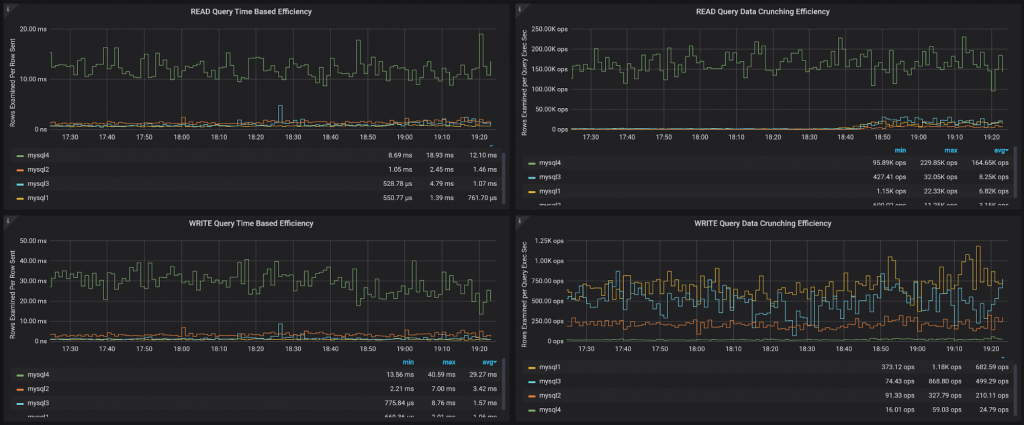 READ Query Time Based Efficiency
Rows Examined Per Row Sent
20.00 ms
10.00 ms
0 ns
17:30 17:40 17:50 18:00 18:10 18:20 18:30 18:40 18:50 19:00 19:10 19:20
mysql4 8.69 ms 18.93 ms 12.10 ms
mysql2 1.05 ms 2.45 ms 1.46 ms
mysql3 528.78 µs 4.79 ms 1.07 ms
mysql1 550.77 µs 1.39 ms 761.70 µs
READ Query Data Crunching Efficiency
Rows Examined per Query Exec Sec
250.00K ops
200.00K ops
150.00K ops
100.00K ops
50.00K ops
0 ops
17:30 17:40 17:50 18:00 18:10 18:20 18:30 18:40 18:50 19:00 19:10 19:20
min max avg
mysql4 95.89K ops 229.85K ops 164.65K ops
mysql3 427.41 ops 32.05K ops 8.25K ops
mysql1 1.15K ops 22.33K ops 6.82K ops
mysql2
WRITE Query Time Based Efficiency
Rows Examined Per Row Sent
50.00 ms
40.00 ms
30.00 ms
20.00 ms
10.00 ms
0 ns
17:30 17:40 17:50 18:00 18:10 18:20 18:30 18:40 18:50 19:00 19:10 19:20
min max avg
mysql4 13.56 ms 40.59 ms 29.27 ms
mysql2 2.21 ms 7.00 ms 3.42 ms
mysql3 775.84 µs 8.76 ms 1.57 ms
WRITE Query Data Crunching Efficiency
Rows Examined per Query Exec Sec
1.25K ops
1.00K ops
750.00 ops
500.00 ops
250.00 ops
0 ops
17:30 17:40 17:50 18:00 18:10 18:20 18:30 18:40 18:50 19:00 19:10 19:20
mysql1 373.12 ops 1.18K ops 682.59 ops
mysql3 74.43 ops 868.80 ops 499.29 ops
mysql2 91.33 ops 327.79 ops 210.11 ops
mysql4 16.01 ops 59.03 ops 24.79 ops